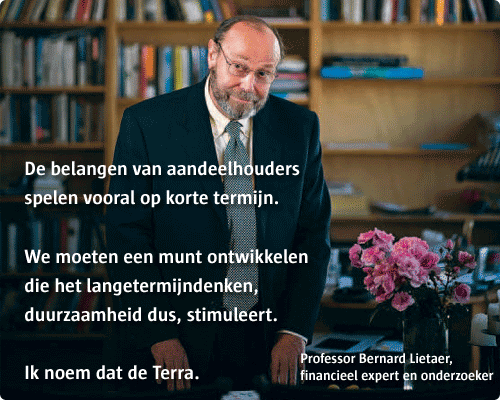 De belangen van aandeelhouders
spelen vooral op korte termijn.
We moeten een munt ontwikkelen
die het langetermijndenken,
duurzaamheid dus, stimuleert.
Ik noem dat de Terra.
Professor Bernard Lietaer,
financieel expert en onderzoeker